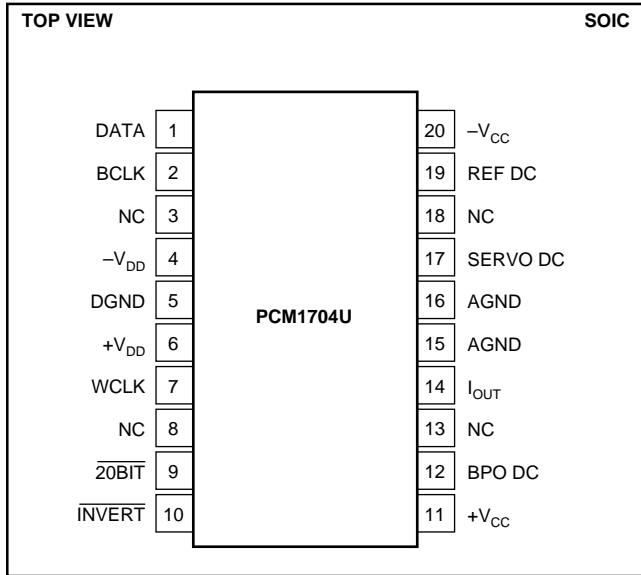 TOP VIEW SOIC
DATA 1 20 –VCC
BCLK 2 19 REF DC
NC 3 18 NC
–VDD 4 17 SERVO DC
DGND 5 16 AGND
PCM1704U
+VDD 6 15 AGND
WCLK 7 14 IOUT
NC 8 13 NC
20BIT 9 12 BPO DC
INVERT 10 11 +VCC